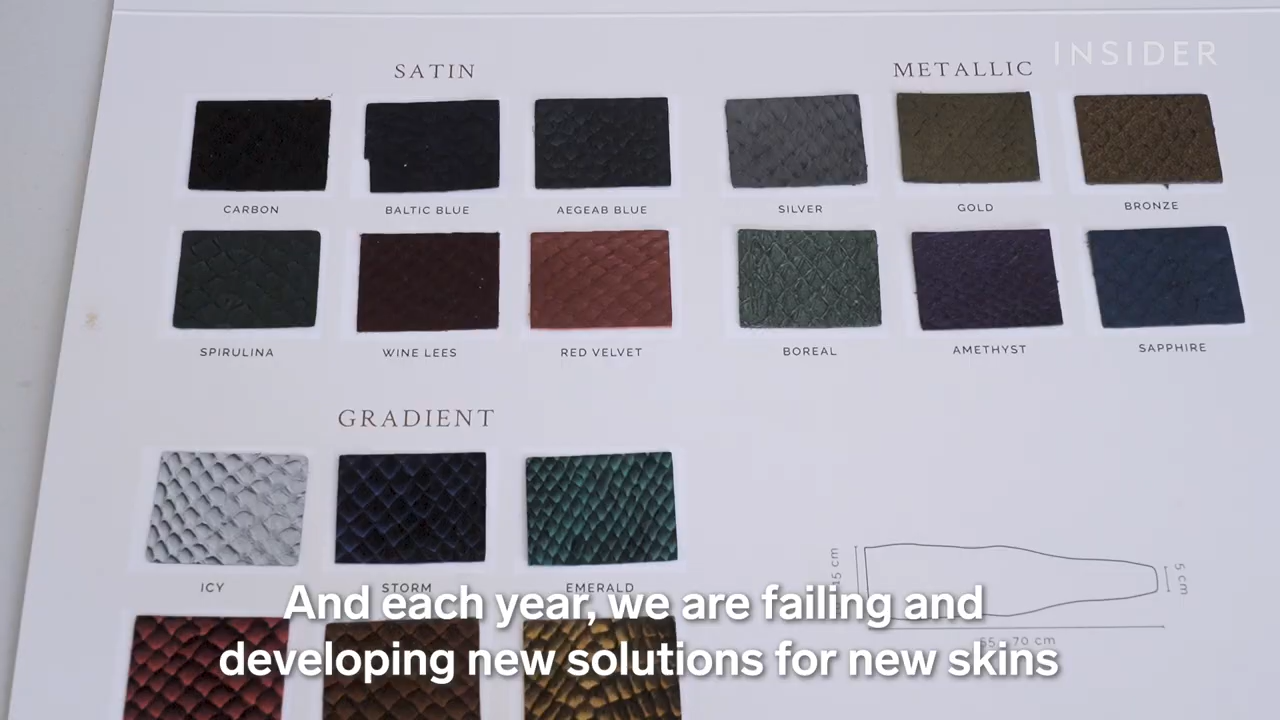 INSIDER
SATIN
METALLIC
CARBON
BALTIC BLUE
AEGEAB BLUE
SILVER
GOLD
BRONZE
SPIRULINA
WINE LEES
RED VELVET
BOREAL
AMETHYST
SAPPHIRE
GRADIENT
ICY
STORM
EMERALD
5 cm
cm
And each year, we are failing and
developing new solutions for new skins